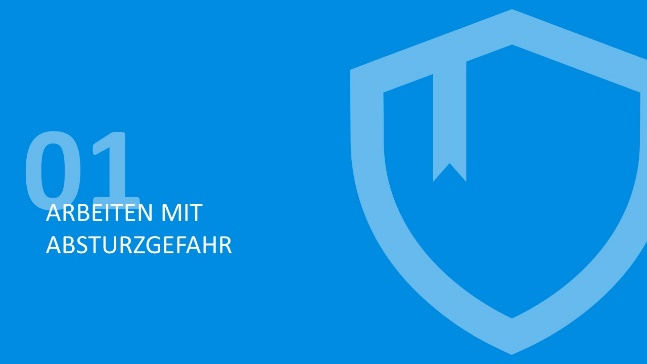 01
ARBEITEN MIT
ABSTURZGEFAHR